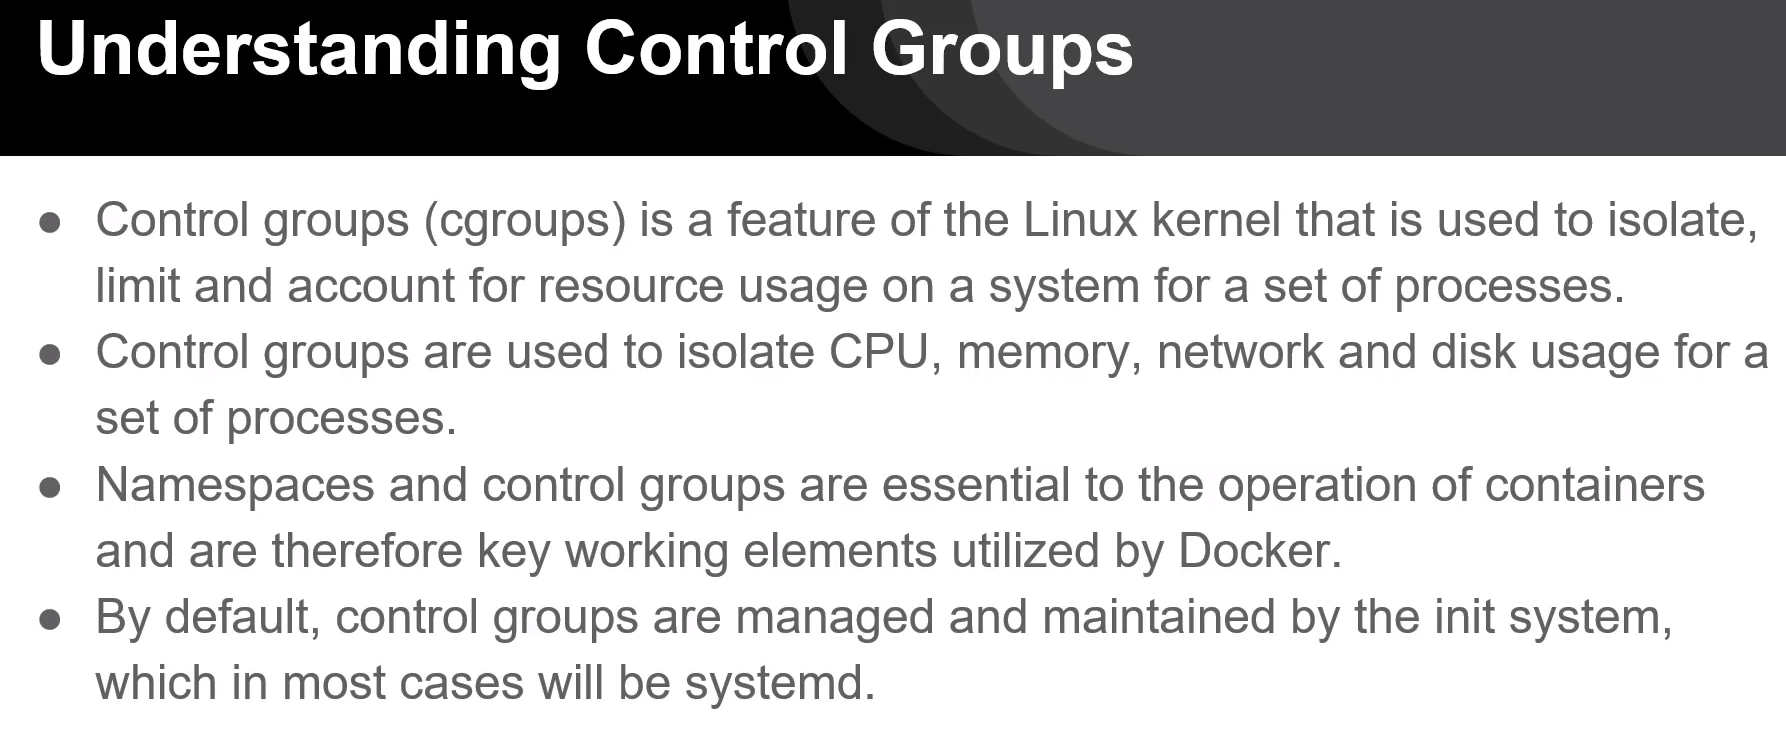 Understanding Control Groups
● Control groups (cgroups) is a feature of the Linux kernel that is used to isolate,
limit and account for resource usage on a system for a set of processes.
● Control groups are used to isolate CPU, memory, network and disk usage for a
set of processes.
● Namespaces and control groups are essential to the operation of containers
and are therefore key working elements utilized by Docker.
● By default, control groups are managed and maintained by the init system,
which in most cases will be systemd.